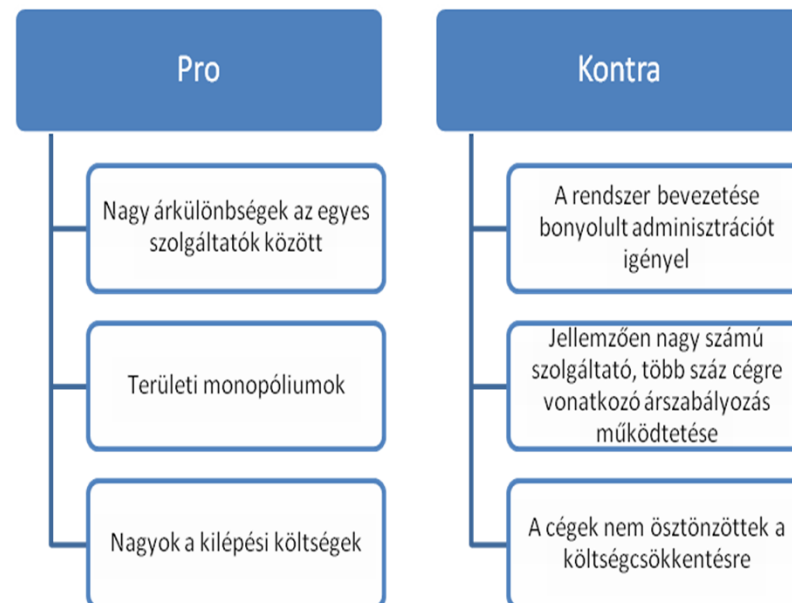 Pro
Nagy árkülönbségek az egyes
szolgáltatók között
Területi monopóliumok
Nagyok a kilépési költségek
Kontra
A rendszer bevezetése
bonyolult adminisztrációt
igényel
Jellemzően nagy számú
szolgáltató, több száz cégre
vonatkozó árszabályozás
működtetése
A cégek nem ösztönzöttek a
költségcsökkentésre